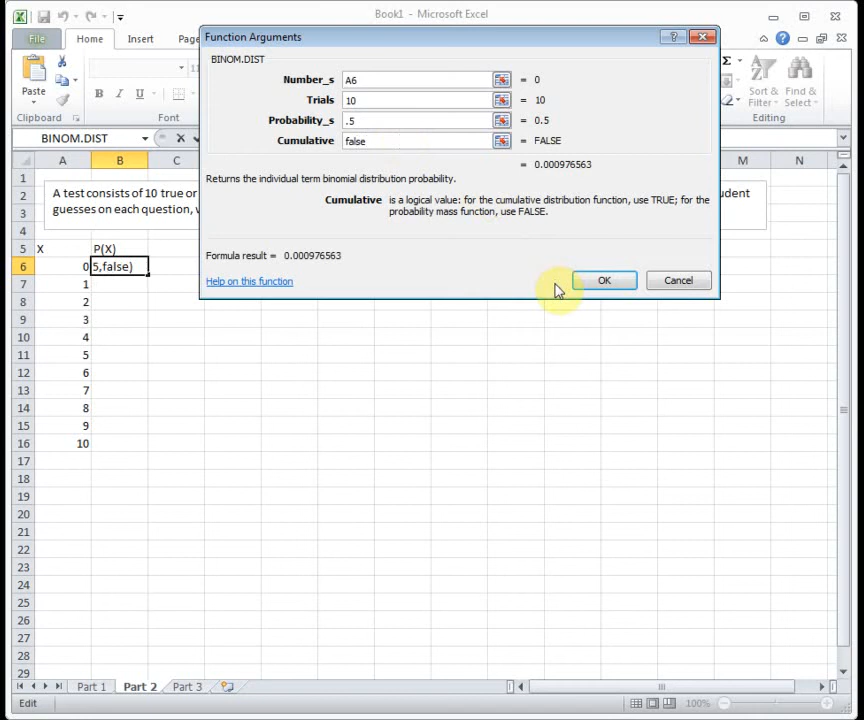 Book1 - Microsoft Excel
File Home Insert Page
Function Arguments
BINOM.DIST
Number_s A6 = 0
Trials 10 = 10
Probability_s .5 = 0.5
Cumulative false = FALSE
= 0.000976563
Returns the individual term binomial distribution probability.
Cumulative is a logical value: for the cumulative distribution function, use TRUE; for the
probability mass function, use FALSE.
Formula result = 0.000976563
Help on this function
OK Cancel
Paste
B I U
Clipboard Font
Σ
Sort & Find &
Filter Select
Editing
BINOM.DIST
A B C M N
1
2 A test consists of 10 true or udent
3 guesses on each question, w
4
5 X P(X)
6 0 5,false)
7 1
8 2
9 3
10 4
11 5
12 6
13 7
14 8
15 9
16 10
17
18
19
20
21
22
23
24
25
26
27
28
29
Part 1 Part 2 Part 3
Edit 100%